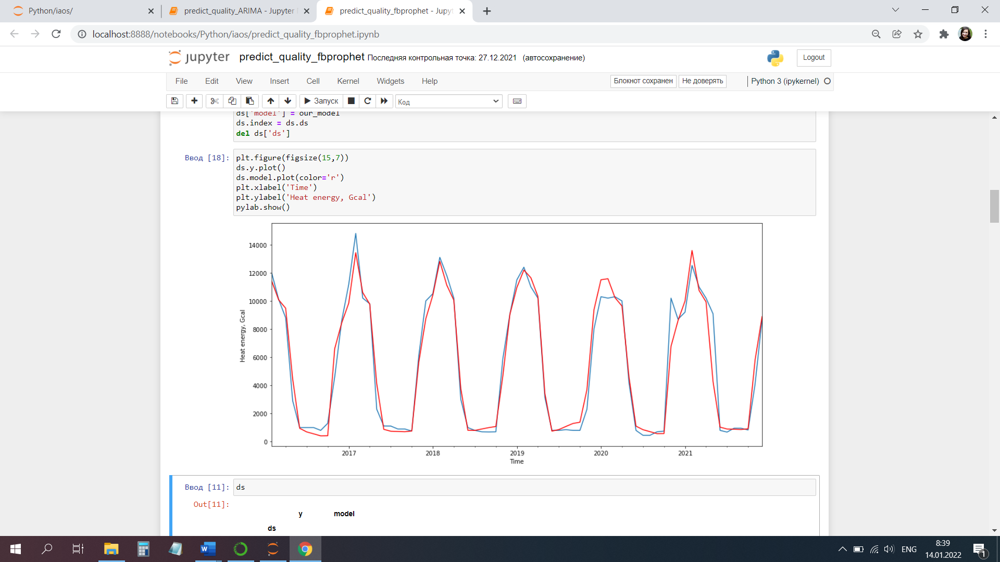 Python/iaos/
predict_quality_ARIMA - Jupyter
predict_quality_fbprophet - Jupyt
localhost:8888/notebooks/Python/iaos/predict_quality_fbprophet.ipynb
jupyter predict_quality_fbprophet Последняя контрольная точка: 27.12.2021 (автосохранение)
Logout
File Edit View Insert Cell Kernel Widgets Help
Блокнот сохранен Не доверять Python 3 (ipykernel)
Запуск Код
ds['model'] = our_model
ds.index = ds.ds
del ds['ds']
Ввод [18]:
plt.figure(figsize(15,7))
ds.y.plot()
ds.model.plot(color='r')
plt.xlabel('Time')
plt.ylabel('Heat energy, Gcal')
pylab.show()
14000
12000
10000
8000
6000
4000
2000
0
Heat energy, Gcal
2017 2018 2019 2020 2021
Time
Ввод [11]: ds
Out[11]:
y model
ds
W
ENG
8:39
14.01.2022
1